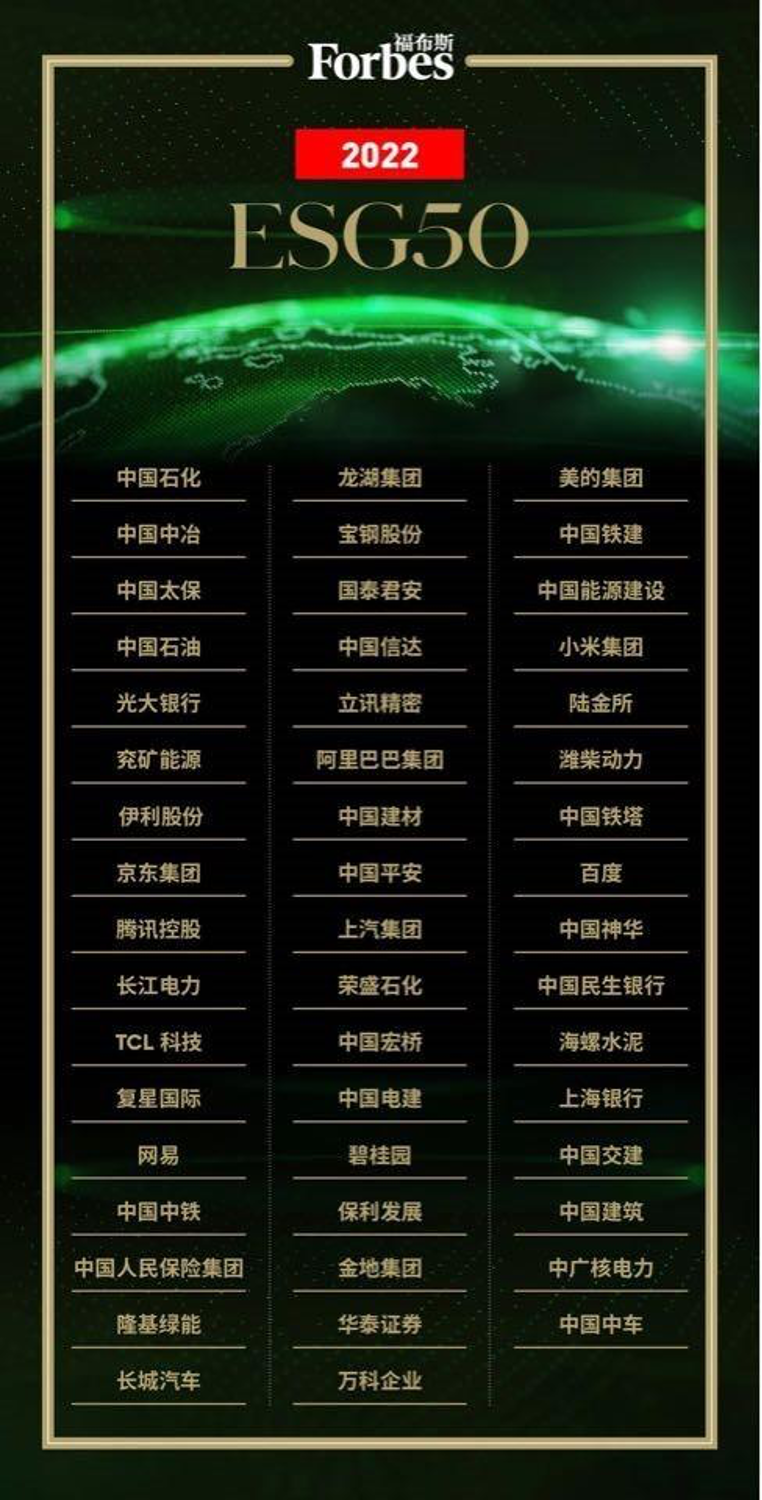 福布斯
Forbes
2022
ESG50
中国石化 龙湖集团 美的集团
中国中冶 宝钢股份 中国铁建
中国太保 国泰君安 中国能源建设
中国石油 中国信达 小米集团
光大银行 立讯精密 陆金所
兖矿能源 阿里巴巴集团 潍柴动力
伊利股份 中国建材 中国铁塔
京东集团 中国平安 百度
腾讯控股 上汽集团 中国神华
长江电力 荣盛石化 中国民生银行
TCL 科技 中国宏桥 海螺水泥
复星国际 中国电建 上海银行
网易 碧桂园 中国交建
中国中铁 保利发展 中国建筑
中国人民保险集团 金地集团 中广核电力
隆基绿能 华泰证券 中国中车
长城汽车 万科企业